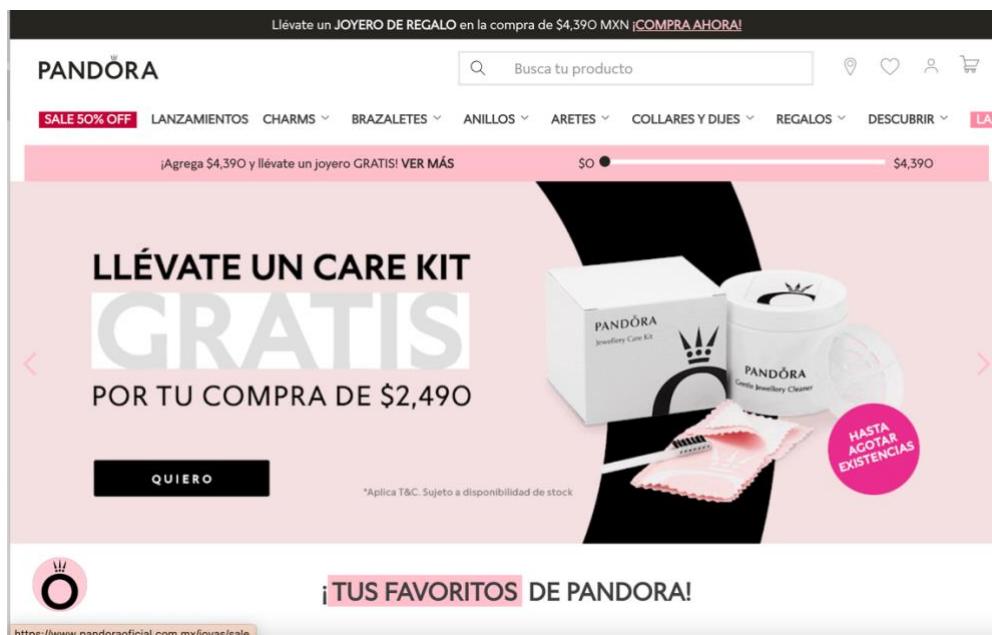 Llévate un JOYERO DE REGALO en la compra de $4,390 MXN ¡COMPRA AHORA!
PANDÖRA
Busca tu producto
SALE 50% OFF LANZAMIENTOS CHARMS BRAZALETES ANILLOS ARETES COLLARES Y DIJES REGALOS DESCUBRIR LA
¡Agrega $4,390 y llévate un joyero GRATIS! VER MÁS $0 $4,390
LLÉVATE UN CARE KIT
GRATIS
POR TU COMPRA DE $2,490
QUIERO
*Aplica T&C. Sujeto a disponibilidad de stock
PANDÖRA
Jewellery Care Kit
PANDÖRA
Gentle Jewellery Cleaner
HASTA
AGOTAR
EXISTENCIAS
¡TUS FAVORITOS DE PANDORA!
https://www.pandoraoficial.com.mx/joyas/sale